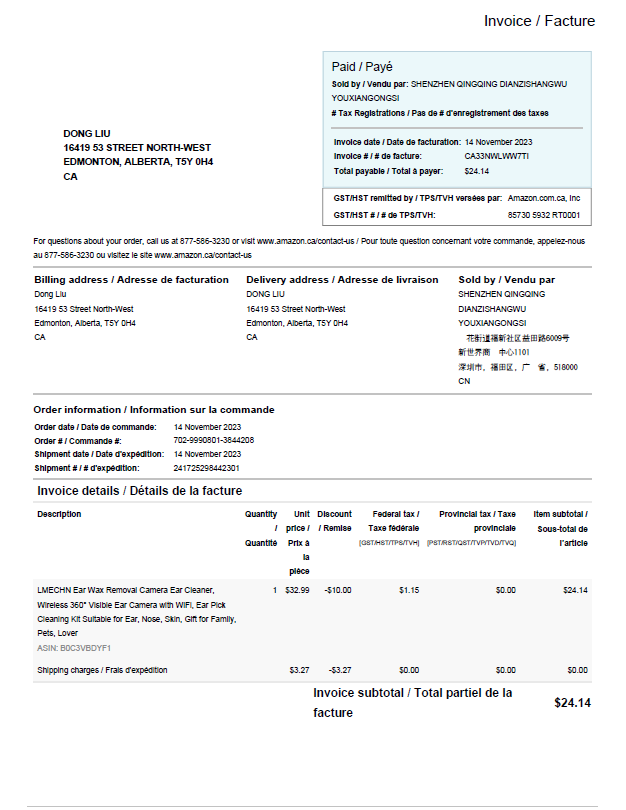 Invoice / Facture
Paid / Payé
Sold by / Vendu par: SHENZHEN QINGQING DIANZISHANGWU
YOUXIANGONGSI
# Tax Registrations / Pas de # d'enregistrement des taxes
DONG LIU
16419 53 STREET NORTH-WEST
EDMONTON, ALBERTA, T5Y 0H4
CA
Invoice date / Date de facturation: 14 November 2023
Invoice # / # de facture: CA33NWLWW7TI
Total payable / Total à payer: $24.14
GST/HST remitted by / TPS/TVH versées par: Amazon.com.ca, Inc
GST/HST # / # de TPS/TVH: 85730 5932 RT0001
For questions about your order, call us at 877-586-3230 or visit www.amazon.ca/contact-us / Pour toute question concernant votre commande, appelez-nous
au 877-586-3230 ou visitez le site www.amazon.ca/contact-us
Billing address / Adresse de facturation
Dong Liu
16419 53 Street North-West
Edmonton, Alberta, T5Y 0H4
CA
Delivery address / Adresse de livraison
DONG LIU
16419 53 Street North-West
Edmonton, Alberta, T5Y 0H4
CA
Sold by / Vendu par
SHENZHEN QINGQING
DIANZISHANGWU
YOUXIANGONGSI
花街道福新社区益田路6009号
新世界商 中心1101
深圳市, 福田区, 广 省, 518000
CN
Order information / Information sur la commande
Order date / Date de commande: 14 November 2023
Order # / Commande #: 702-9990801-3844208
Shipment date / Date d'expédition: 14 November 2023
Shipment # / # d'expédition: 241725298442301
Invoice details / Détails de la facture
Description Quantity Unit Discount Federal tax / Provincial tax / Taxe Item subtotal /
/ price / / Remise Taxe fédérale provinciale Sous-total de
Quantité Prix à [GST/HST/TPS/TVH] [PST/RST/QST/TVP/TVD/TVQ] l'article
la
pièce
LMECHN Ear Wax Removal Camera Ear Cleaner, 1 $32.99 -$10.00 $1.15 $0.00 $24.14
Wireless 360° Visible Ear Camera with WiFi, Ear Pick
Cleaning Kit Suitable for Ear, Nose, Skin, Gift for Family,
Pets, Lover
ASIN: B0C3VBDYF1
Shipping charges / Frais d'expédition $3.27 -$3.27 $0.00 $0.00 $0.00
Invoice subtotal / Total partiel de la
facture
$24.14